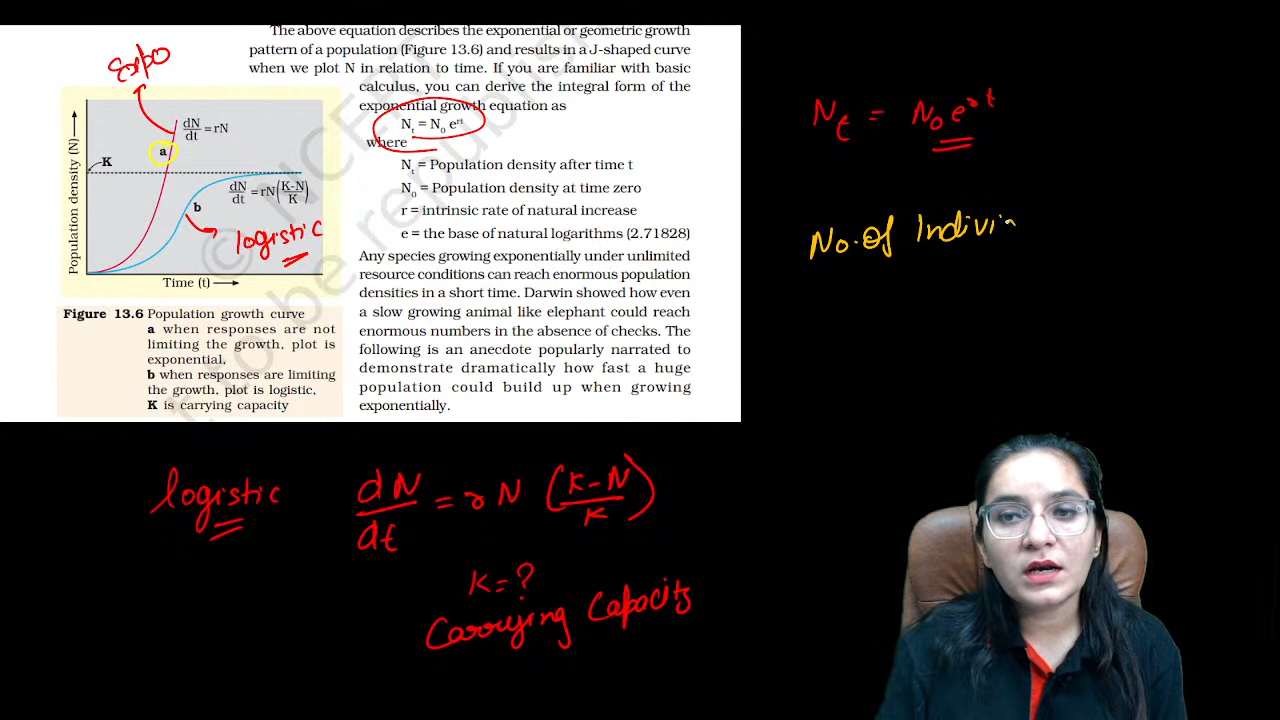 The above equation describes the exponential or geometric growth
pattern of a population (Figure 13.6) and results in a J-shaped curve
when we plot N in relation to time. If you are familiar with basic
calculus, you can derive the integral form of the
exponential growth equation as
Nₜ = N₀ eʳᵗ
where
Nₜ = Population density after time t
N₀ = Population density at time zero
r = intrinsic rate of natural increase
e = the base of natural logarithms (2.71828)
Any species growing exponentially under unlimited
resource conditions can reach enormous population
densities in a short time. Darwin showed how even
a slow growing animal like elephant could reach
enormous numbers in the absence of checks. The
following is an anecdote popularly narrated to
demonstrate dramatically how fast a huge
population could build up when growing
exponentially.
Expo
dN/dt = rN
a
K
dN/dt = rN(K-N/K)
b
logistic
Population density (N)
Time (t)
Figure 13.6 Population growth curve
a when responses are not
limiting the growth, plot is
exponential,
b when responses are limiting
the growth, plot is logistic,
K is carrying capacity
© NCERT
not to be republished
Nₜ = N₀ eʳᵗ
No. of Indivi
logistic dN/dt = rN (K-N/K)
K = ?
Carrying Capacity